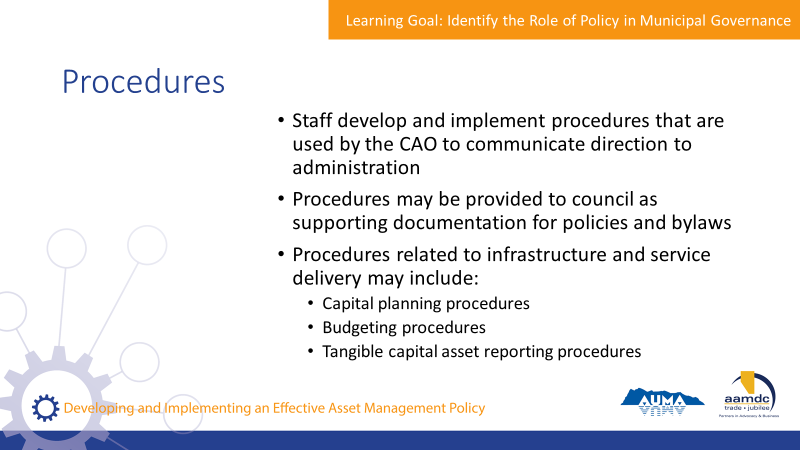 Learning Goal: Identify the Role of Policy in Municipal Governance
Procedures
• Staff develop and implement procedures that are
used by the CAO to communicate direction to
administration
• Procedures may be provided to council as
supporting documentation for policies and bylaws
• Procedures related to infrastructure and service
delivery may include:
• Capital planning procedures
• Budgeting procedures
• Tangible capital asset reporting procedures
Developing and Implementing an Effective Asset Management Policy
AUMA
aamdc
trade • jubilee
Partners in Advocacy & Business